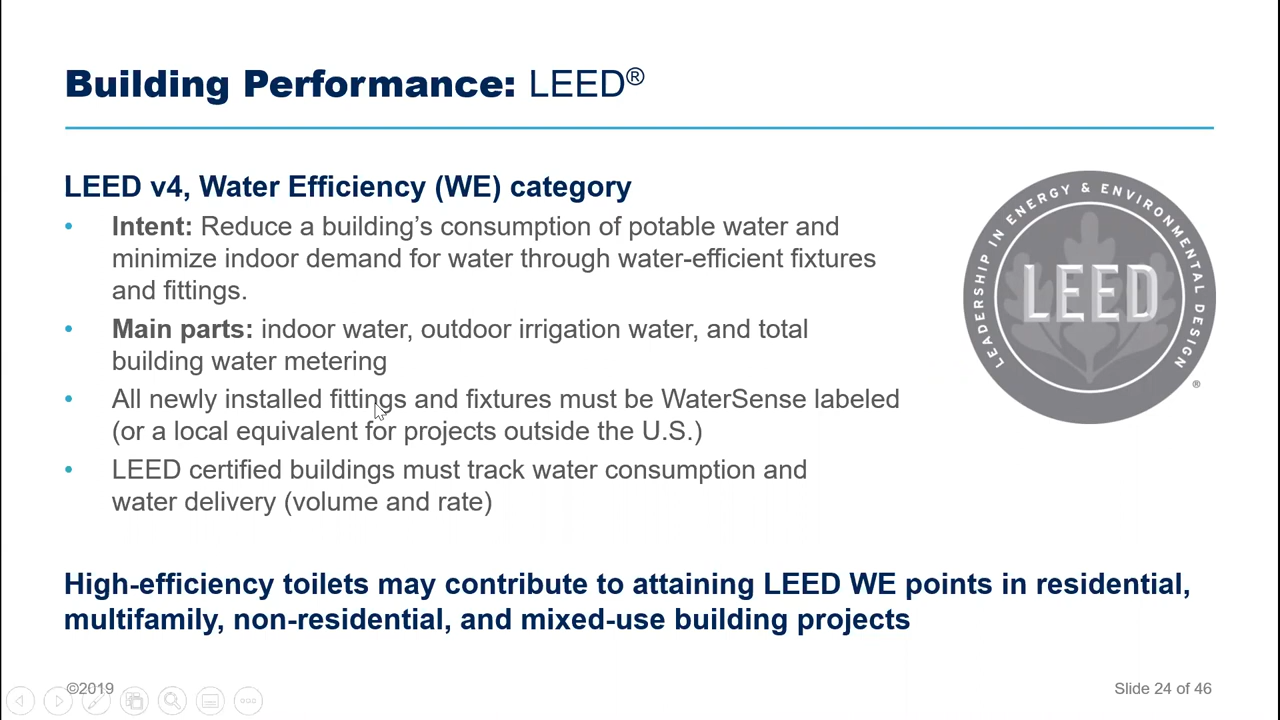 Building Performance: LEED®
LEED v4, Water Efficiency (WE) category
• Intent: Reduce a building’s consumption of potable water and
minimize indoor demand for water through water-efficient fixtures
and fittings.
• Main parts: indoor water, outdoor irrigation water, and total
building water metering
• All newly installed fittings and fixtures must be WaterSense labeled
(or a local equivalent for projects outside the U.S.)
• LEED certified buildings must track water consumption and
water delivery (volume and rate)
LEADERSHIP IN ENERGY & ENVIRONMENTAL DESIGN
LEED
®
High-efficiency toilets may contribute to attaining LEED WE points in residential,
multifamily, non-residential, and mixed-use building projects
©2019
Slide 24 of 46